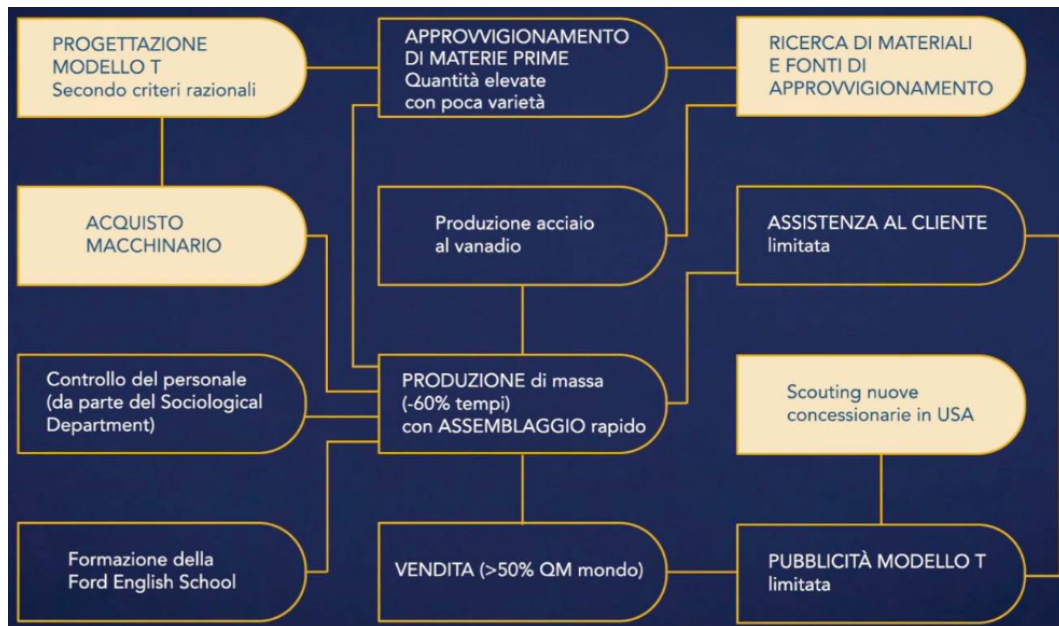 PROGETTAZIONE
MODELLO T
Secondo criteri razionali
APPROVVIGIONAMENTO
DI MATERIE PRIME
Quantità elevate
con poca varietà
RICERCA DI MATERIALI
E FONTI DI
APPROVVIGIONAMENTO
ACQUISTO
MACCHINARIO
Produzione acciaio
al vanadio
ASSISTENZA AL CLIENTE
limitata
Controllo del personale
(da parte del Sociological
Department)
PRODUZIONE di massa
(-60% tempi)
con ASSEMBLAGGIO rapido
Scouting nuove
concessionarie in USA
Formazione della
Ford English School
VENDITA (>50% QM mondo)
PUBBLICITÀ MODELLO T
limitata